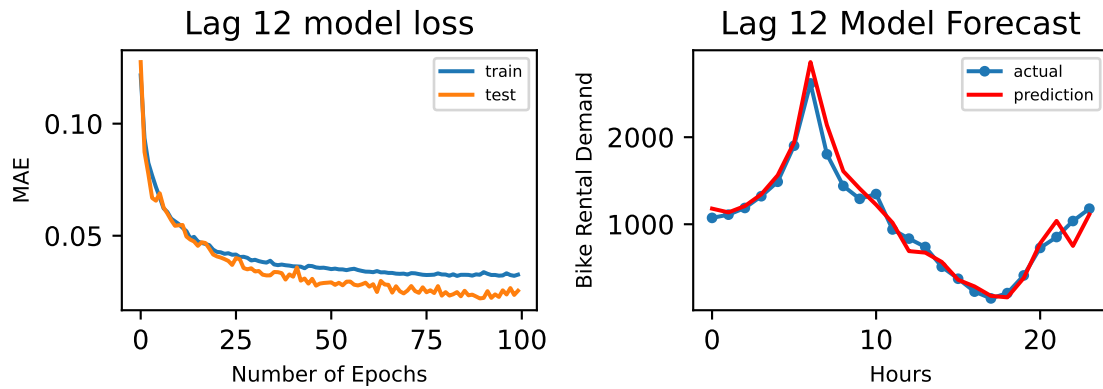 Lag 12 model loss
MAE
0.10
0.05
train
test
0
25
50
75
100
Number of Epochs
Lag 12 Model Forecast
Bike Rental Demand
2000
1000
actual
prediction
0
10
20
Hours